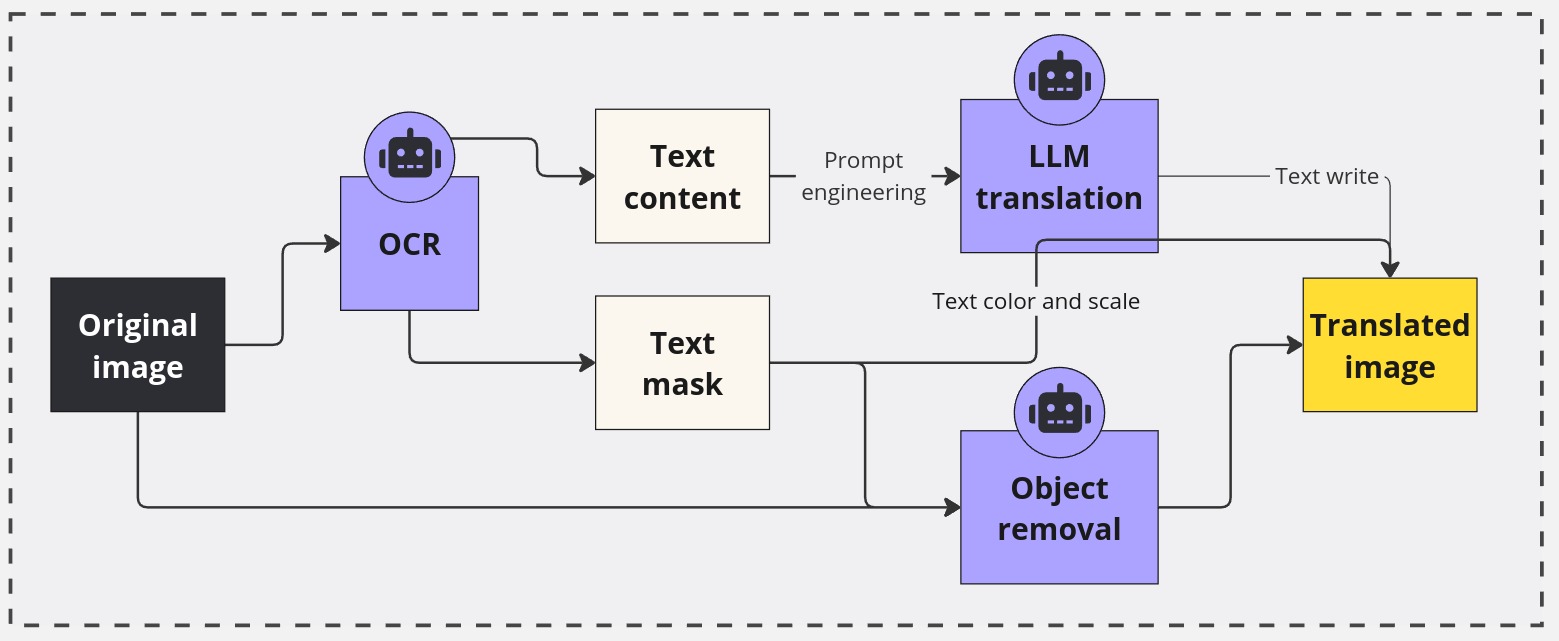 Original
image
OCR
Text
content
Prompt
engineering
LLM
translation
Text write
Text
mask
Text color and scale
Object
removal
Translated
image